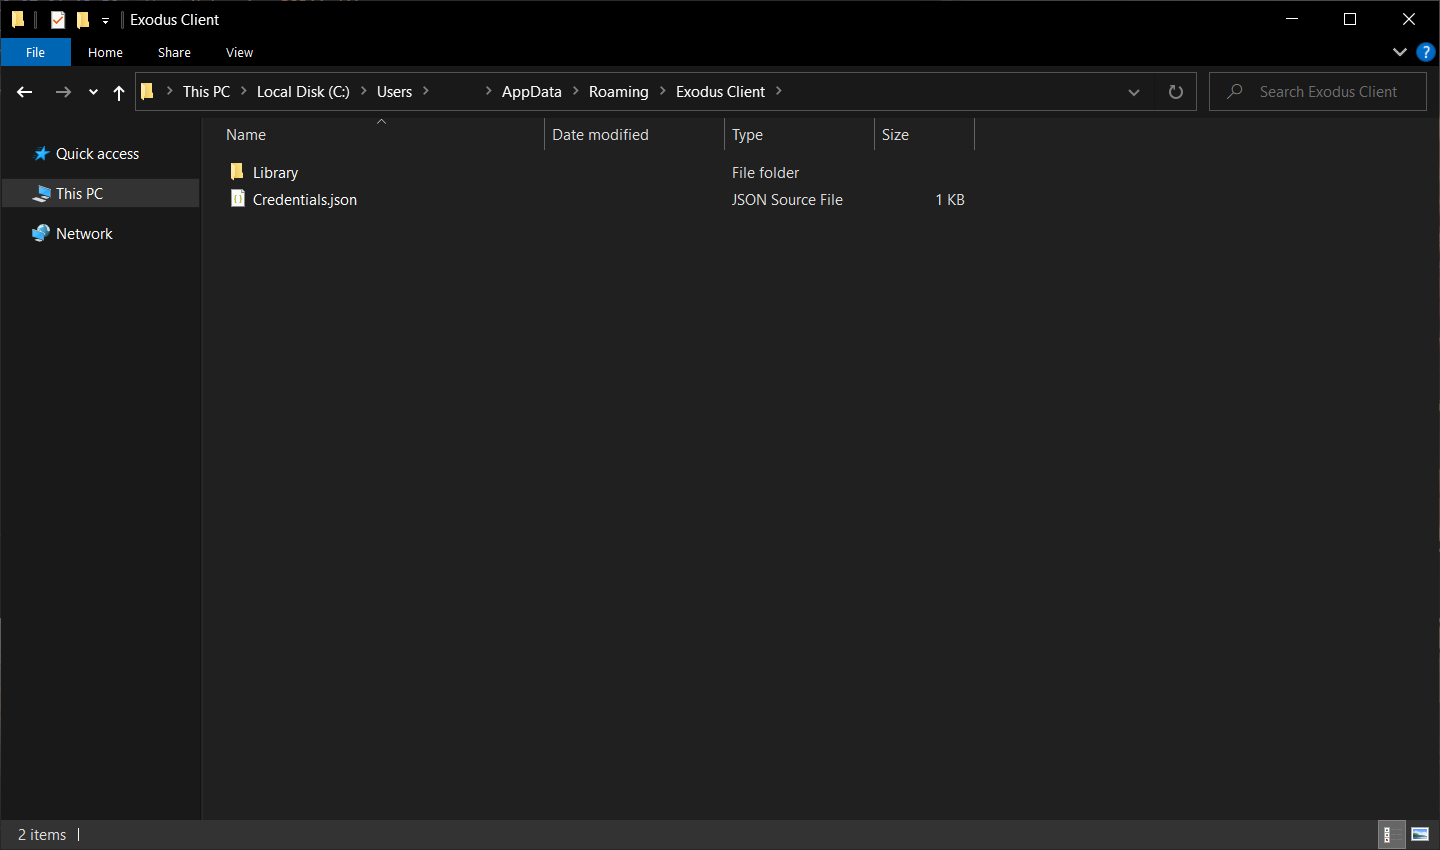 Exodus Client
File Home Share View
This PC Local Disk (C:) Users AppData Roaming Exodus Client Search Exodus Client
Name Date modified Type Size
Quick access
This PC
Network
Library File folder
Credentials.json JSON Source File 1 KB
2 items